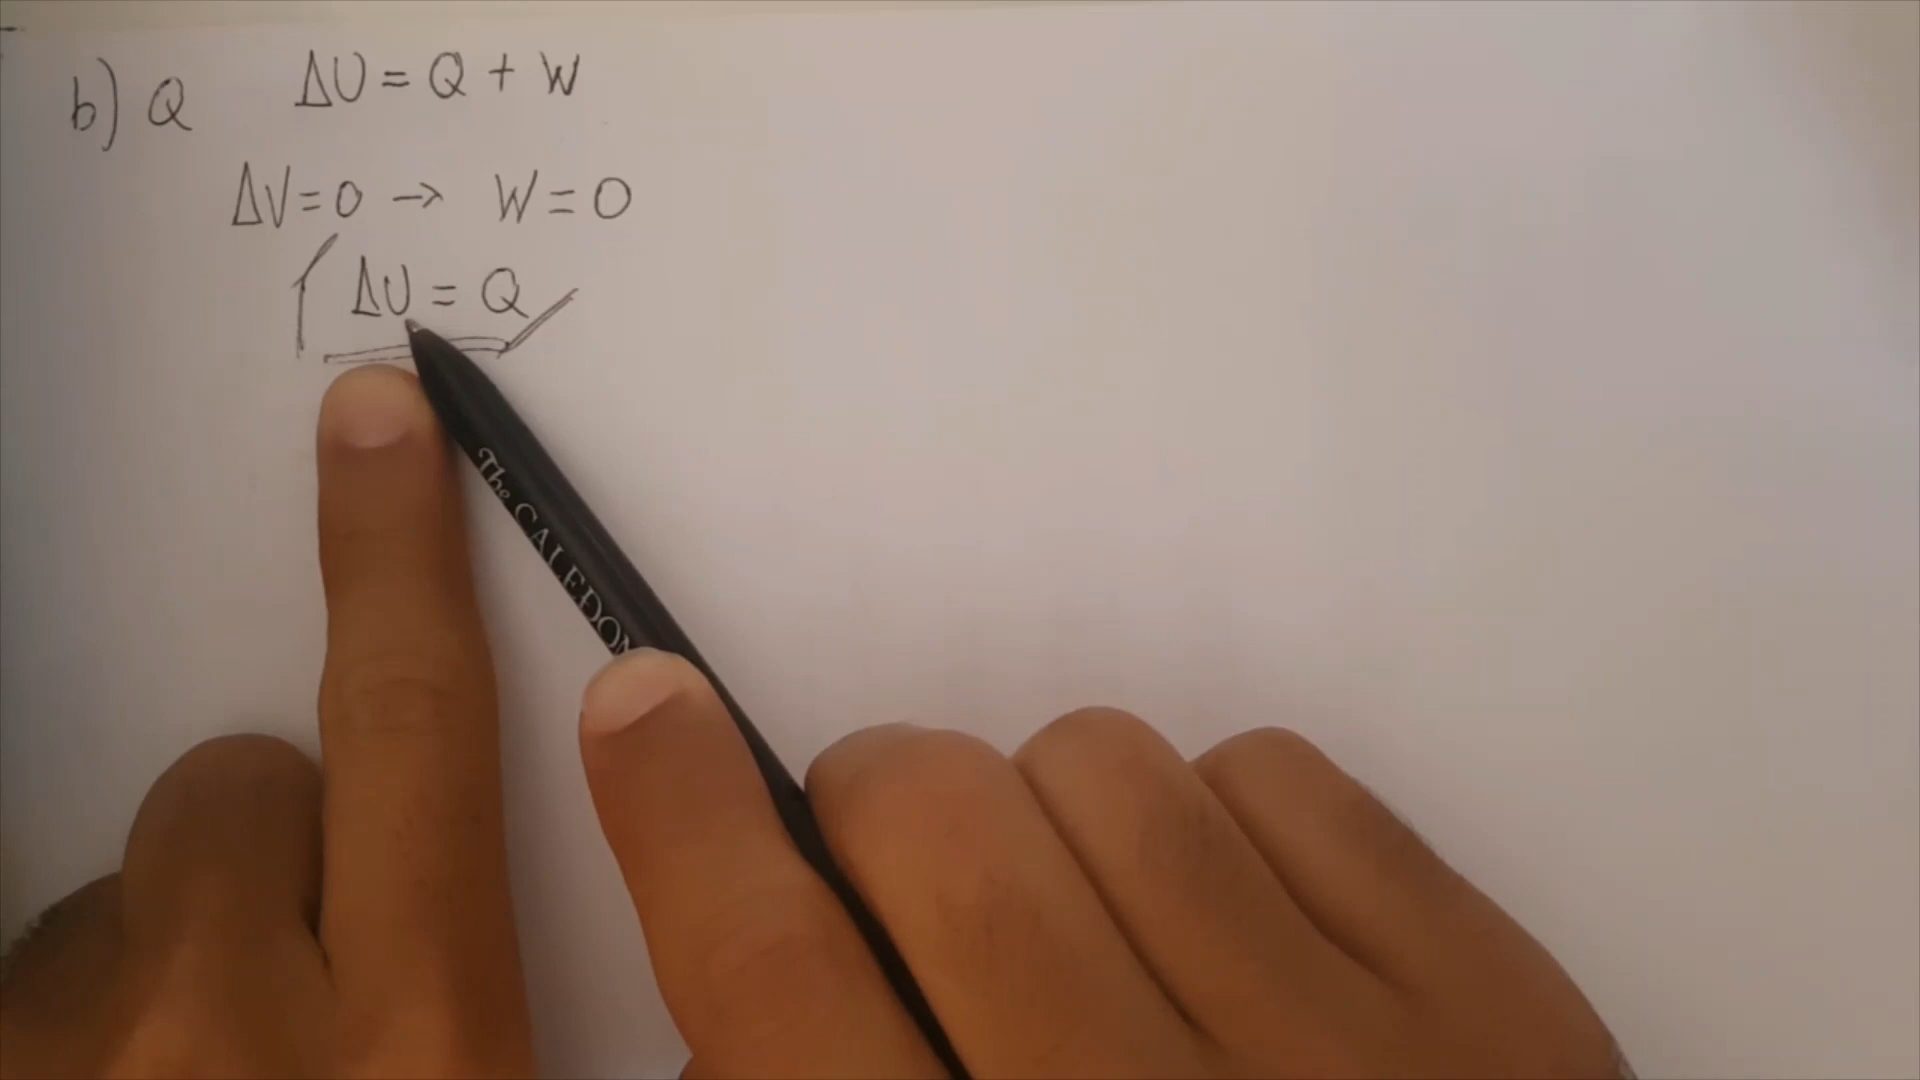 b) Q ΔU = Q + W
ΔV = 0 → W = 0
ΔU = Q
The CALEDON